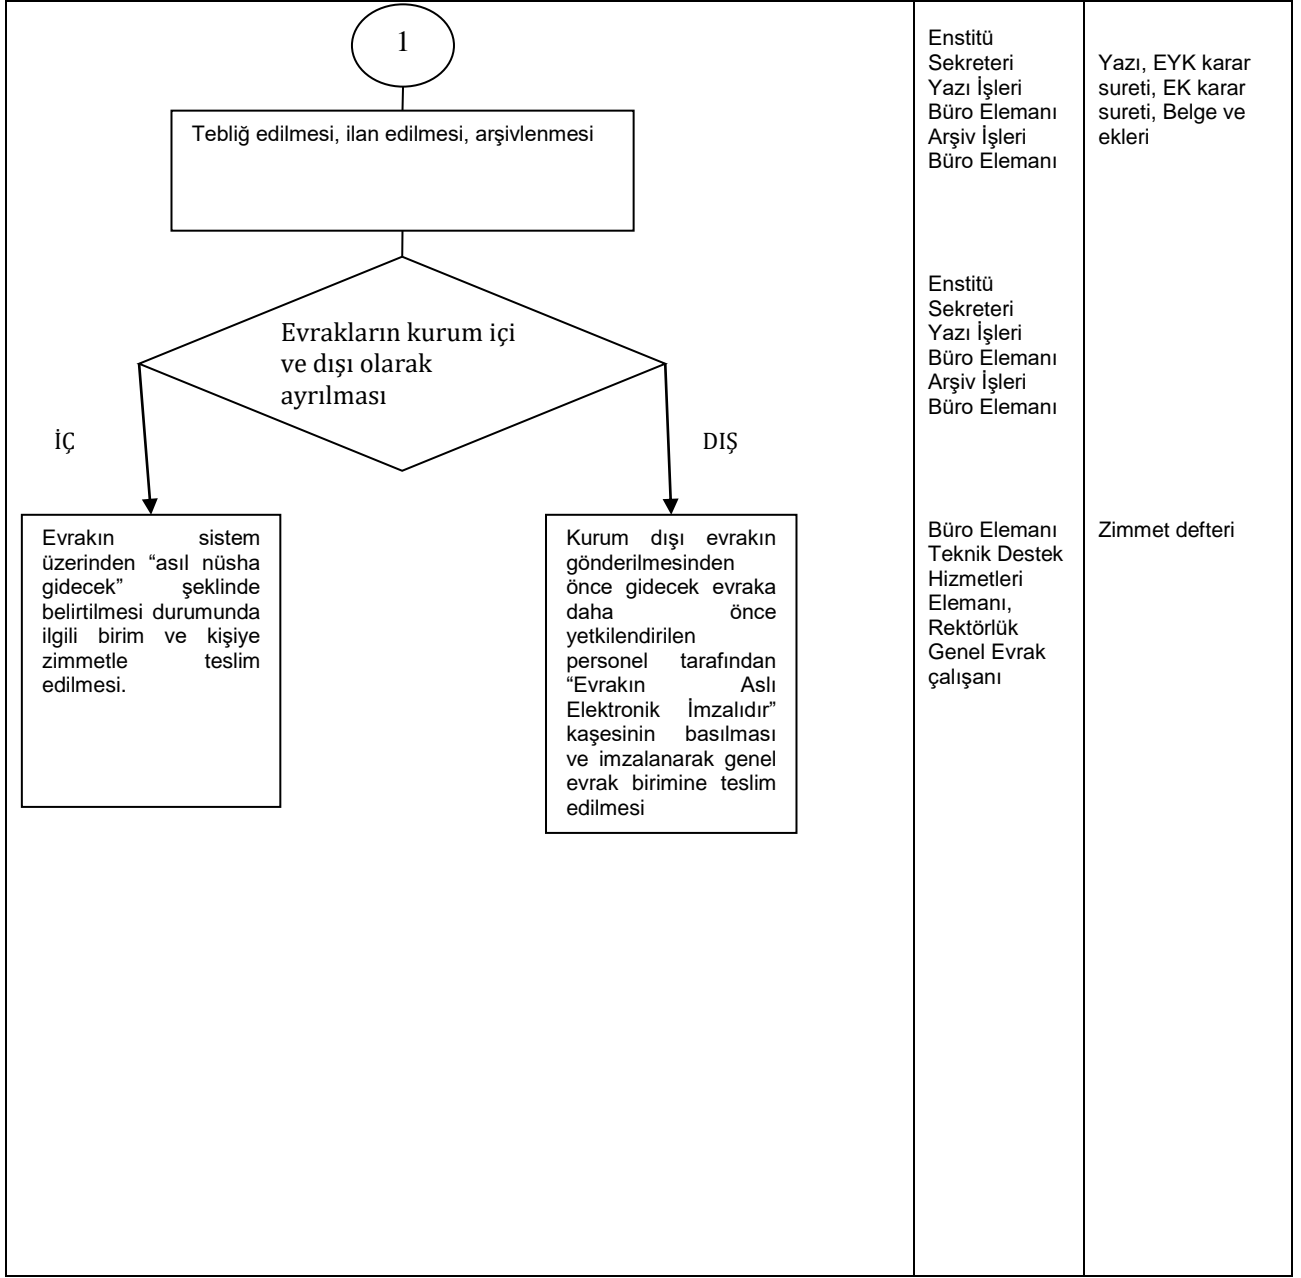 1
Tebliğ edilmesi, ilan edilmesi, arşivlenmesi
Enstitü
Sekreteri
Yazı İşleri
Büro Elemanı
Arşiv İşleri
Büro Elemanı
Yazı, EYK karar
sureti, EK karar
sureti, Belge ve
ekleri
Evrakların kurum içi
ve dışı olarak
ayrılması
Enstitü
Sekreteri
Yazı İşleri
Büro Elemanı
Arşiv İşleri
Büro Elemanı
İÇ
DIŞ
Evrakın sistem
üzerinden “asıl nüsha
gidecek” şeklinde
belirtilmesi durumunda
ilgili birim ve kişiye
zimmetle teslim
edilmesi.
Kurum dışı evrakın
gönderilmesinden
önce gidecek evraka
daha önce
yetkilendirilen
personel tarafından
“Evrakın Aslı
Elektronik İmzalıdır”
kaşesinin basılması
ve imzalanarak genel
evrak birimine teslim
edilmesi
Büro Elemanı
Teknik Destek
Hizmetleri
Elemanı,
Rektörlük
Genel Evrak
çalışanı
Zimmet defteri